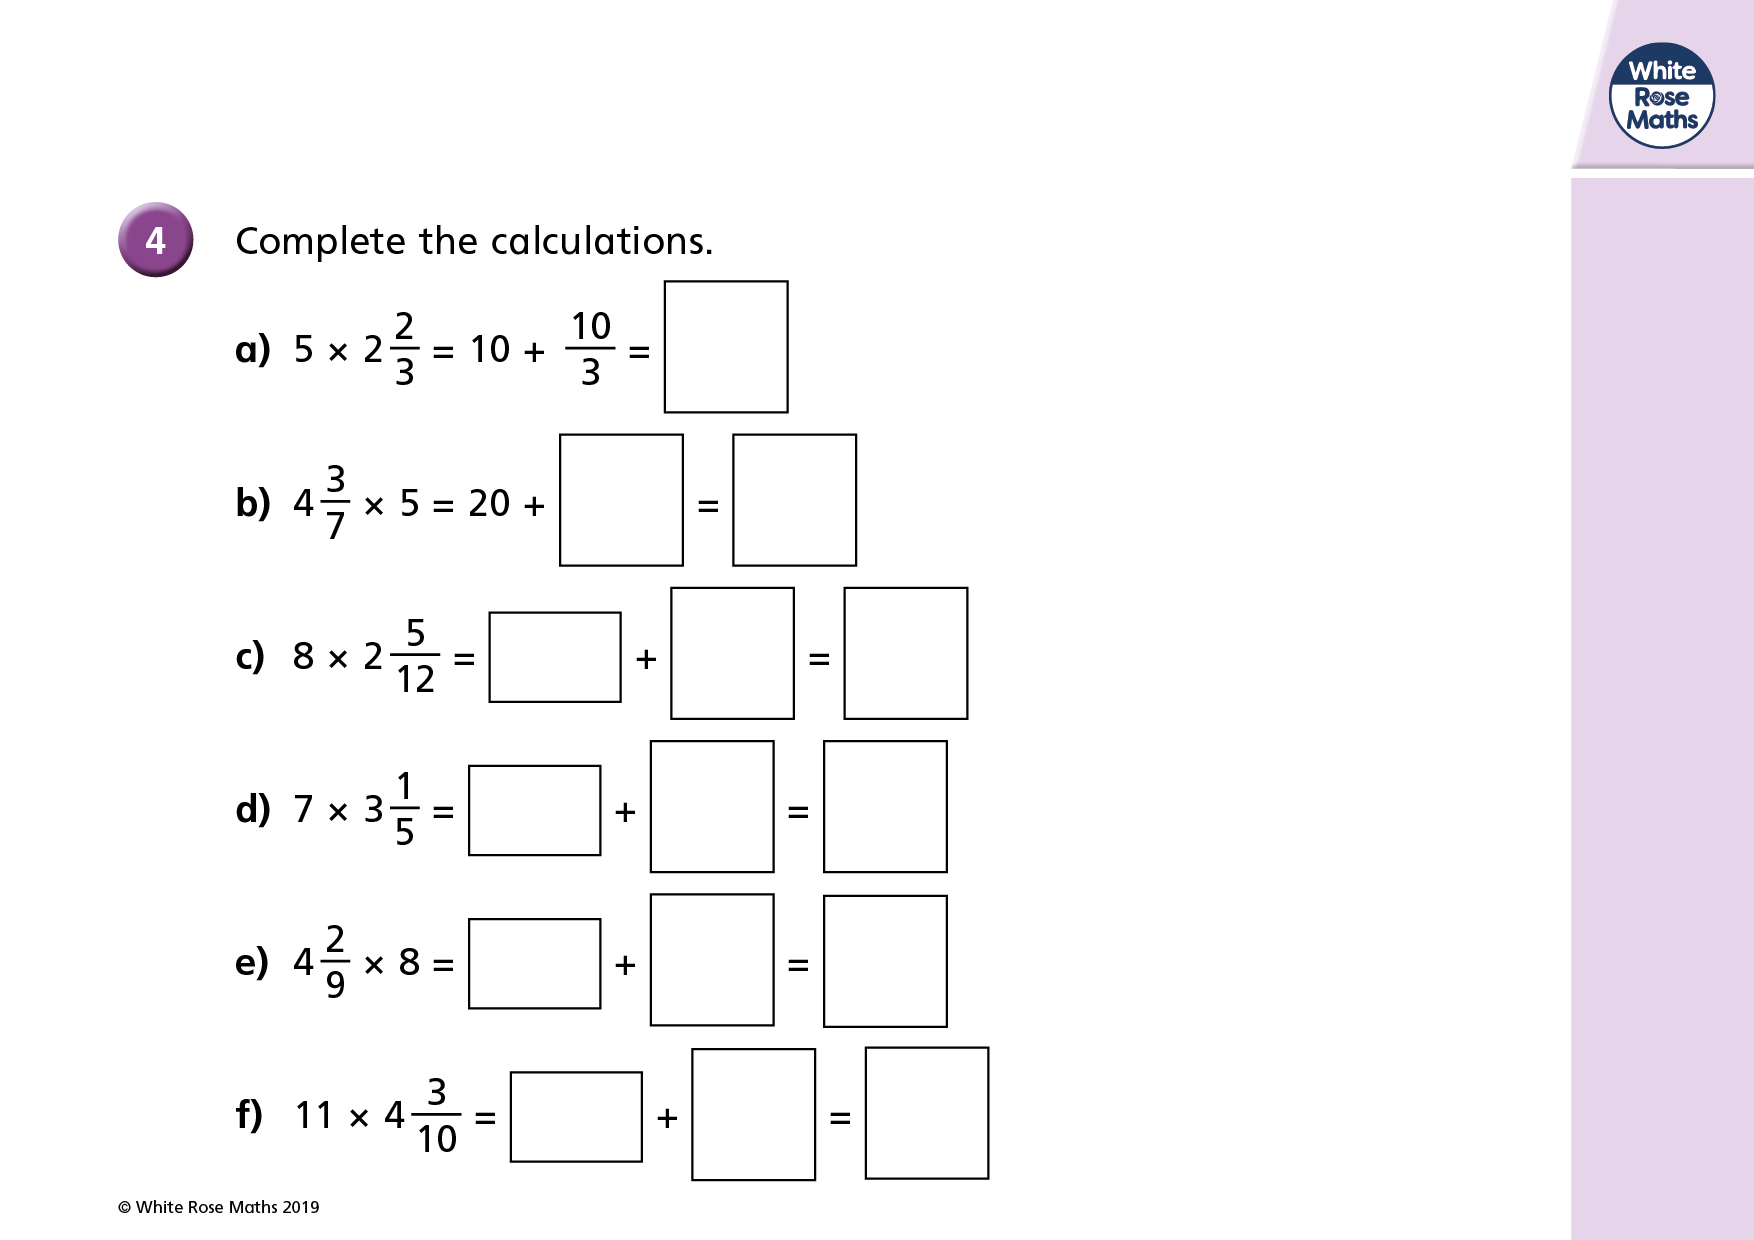 White
Rose
Maths
4 Complete the calculations.
a) 5 × 2 2/3 = 10 + 10/3 =
b) 4 3/7 × 5 = 20 + =
c) 8 × 2 5/12 = + =
d) 7 × 3 1/5 = + =
e) 4 2/9 × 8 = + =
f) 11 × 4 3/10 = + =
© White Rose Maths 2019